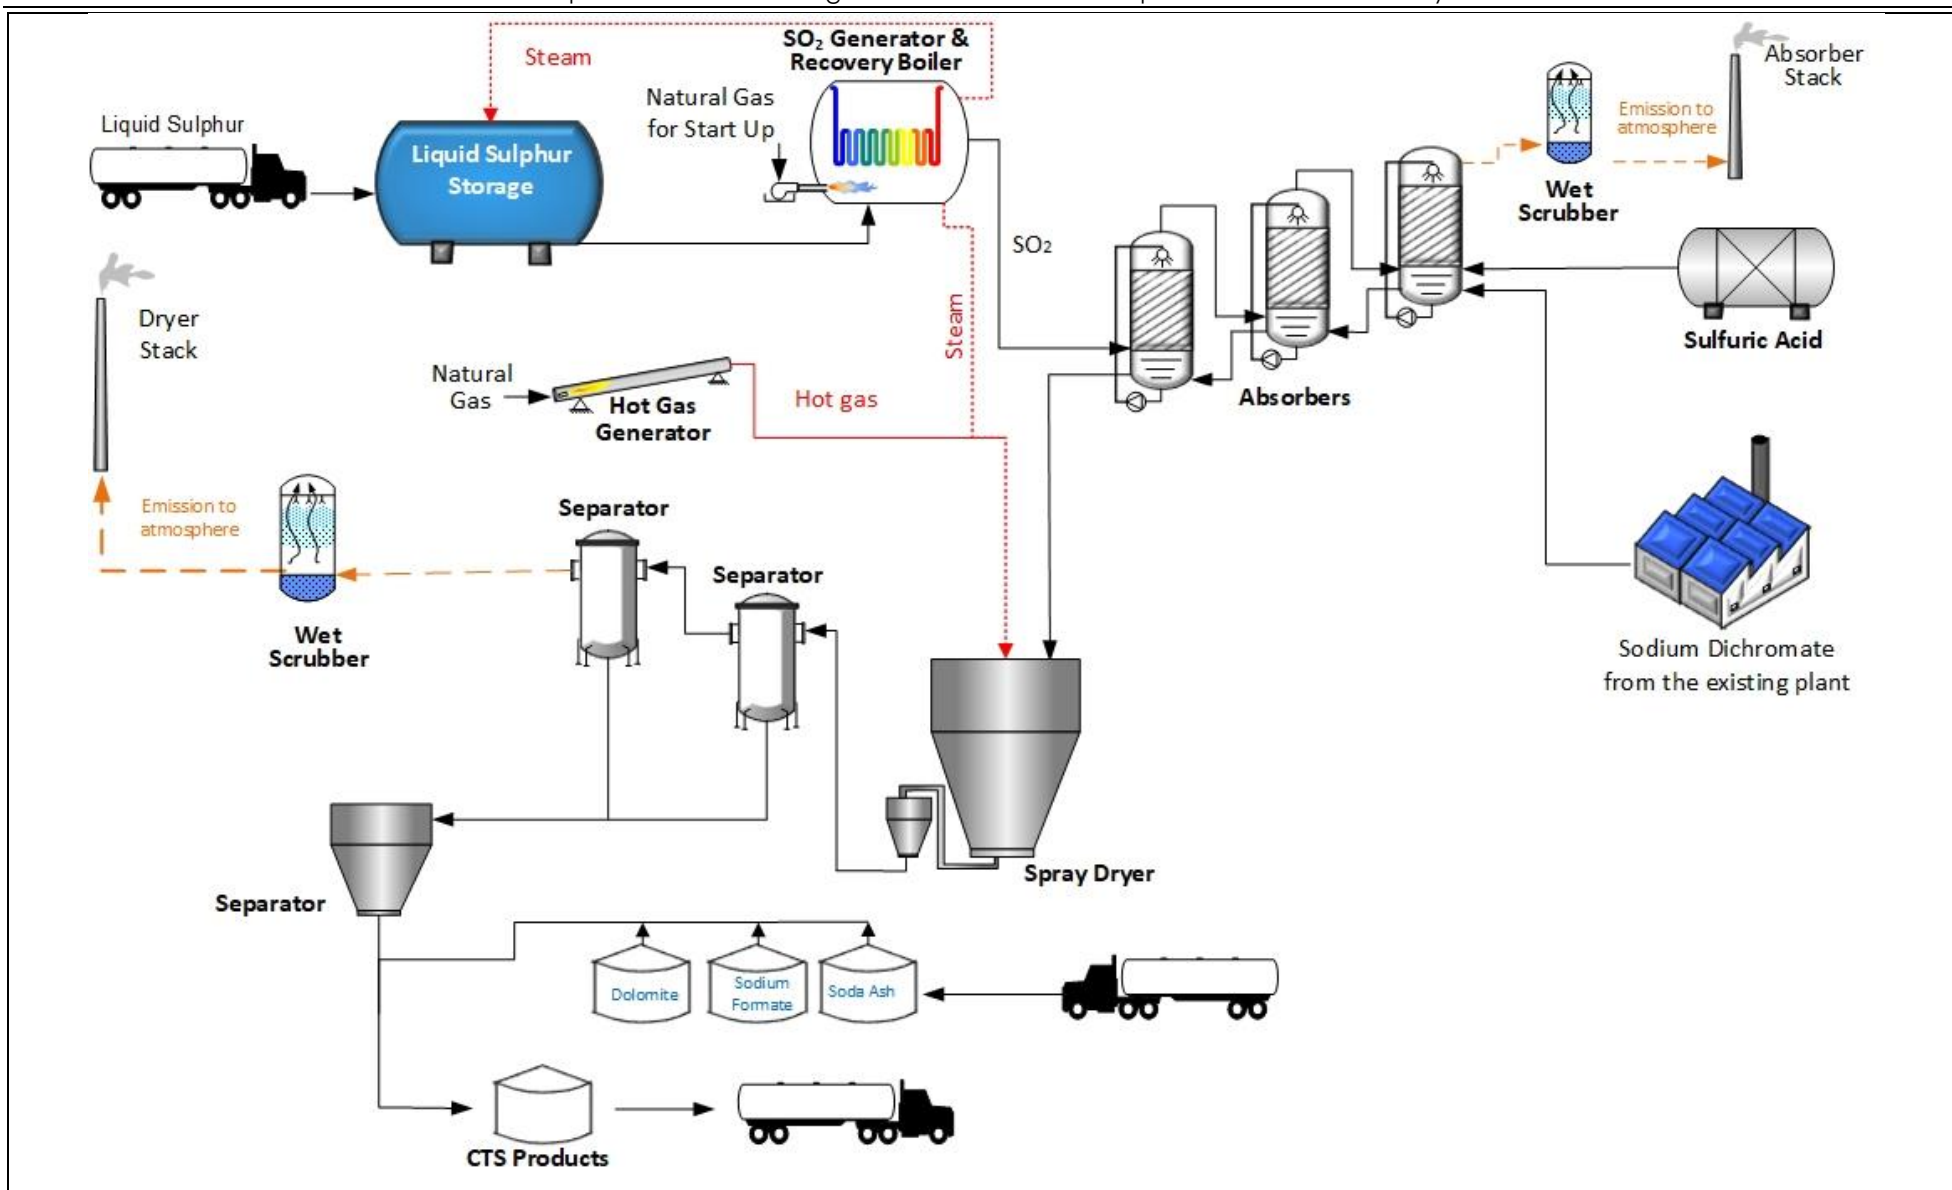 Steam
SO₂ Generator &
Recovery Boiler
Absorber
Stack
Natural Gas
for Start Up
Emission to
atmosphere
Liquid Sulphur
Liquid Sulphur
Storage
Wet
Scrubber
SO₂
Dryer
Stack
Steam
Sulfuric Acid
Natural
Gas
Hot gas
Hot Gas
Generator
Absorbers
Emission to
atmosphere
Separator
Separator
Wet
Scrubber
Sodium Dichromate
from the existing plant
Spray Dryer
Separator
Dolomite
Sodium
Formate
Soda Ash
CTS Products